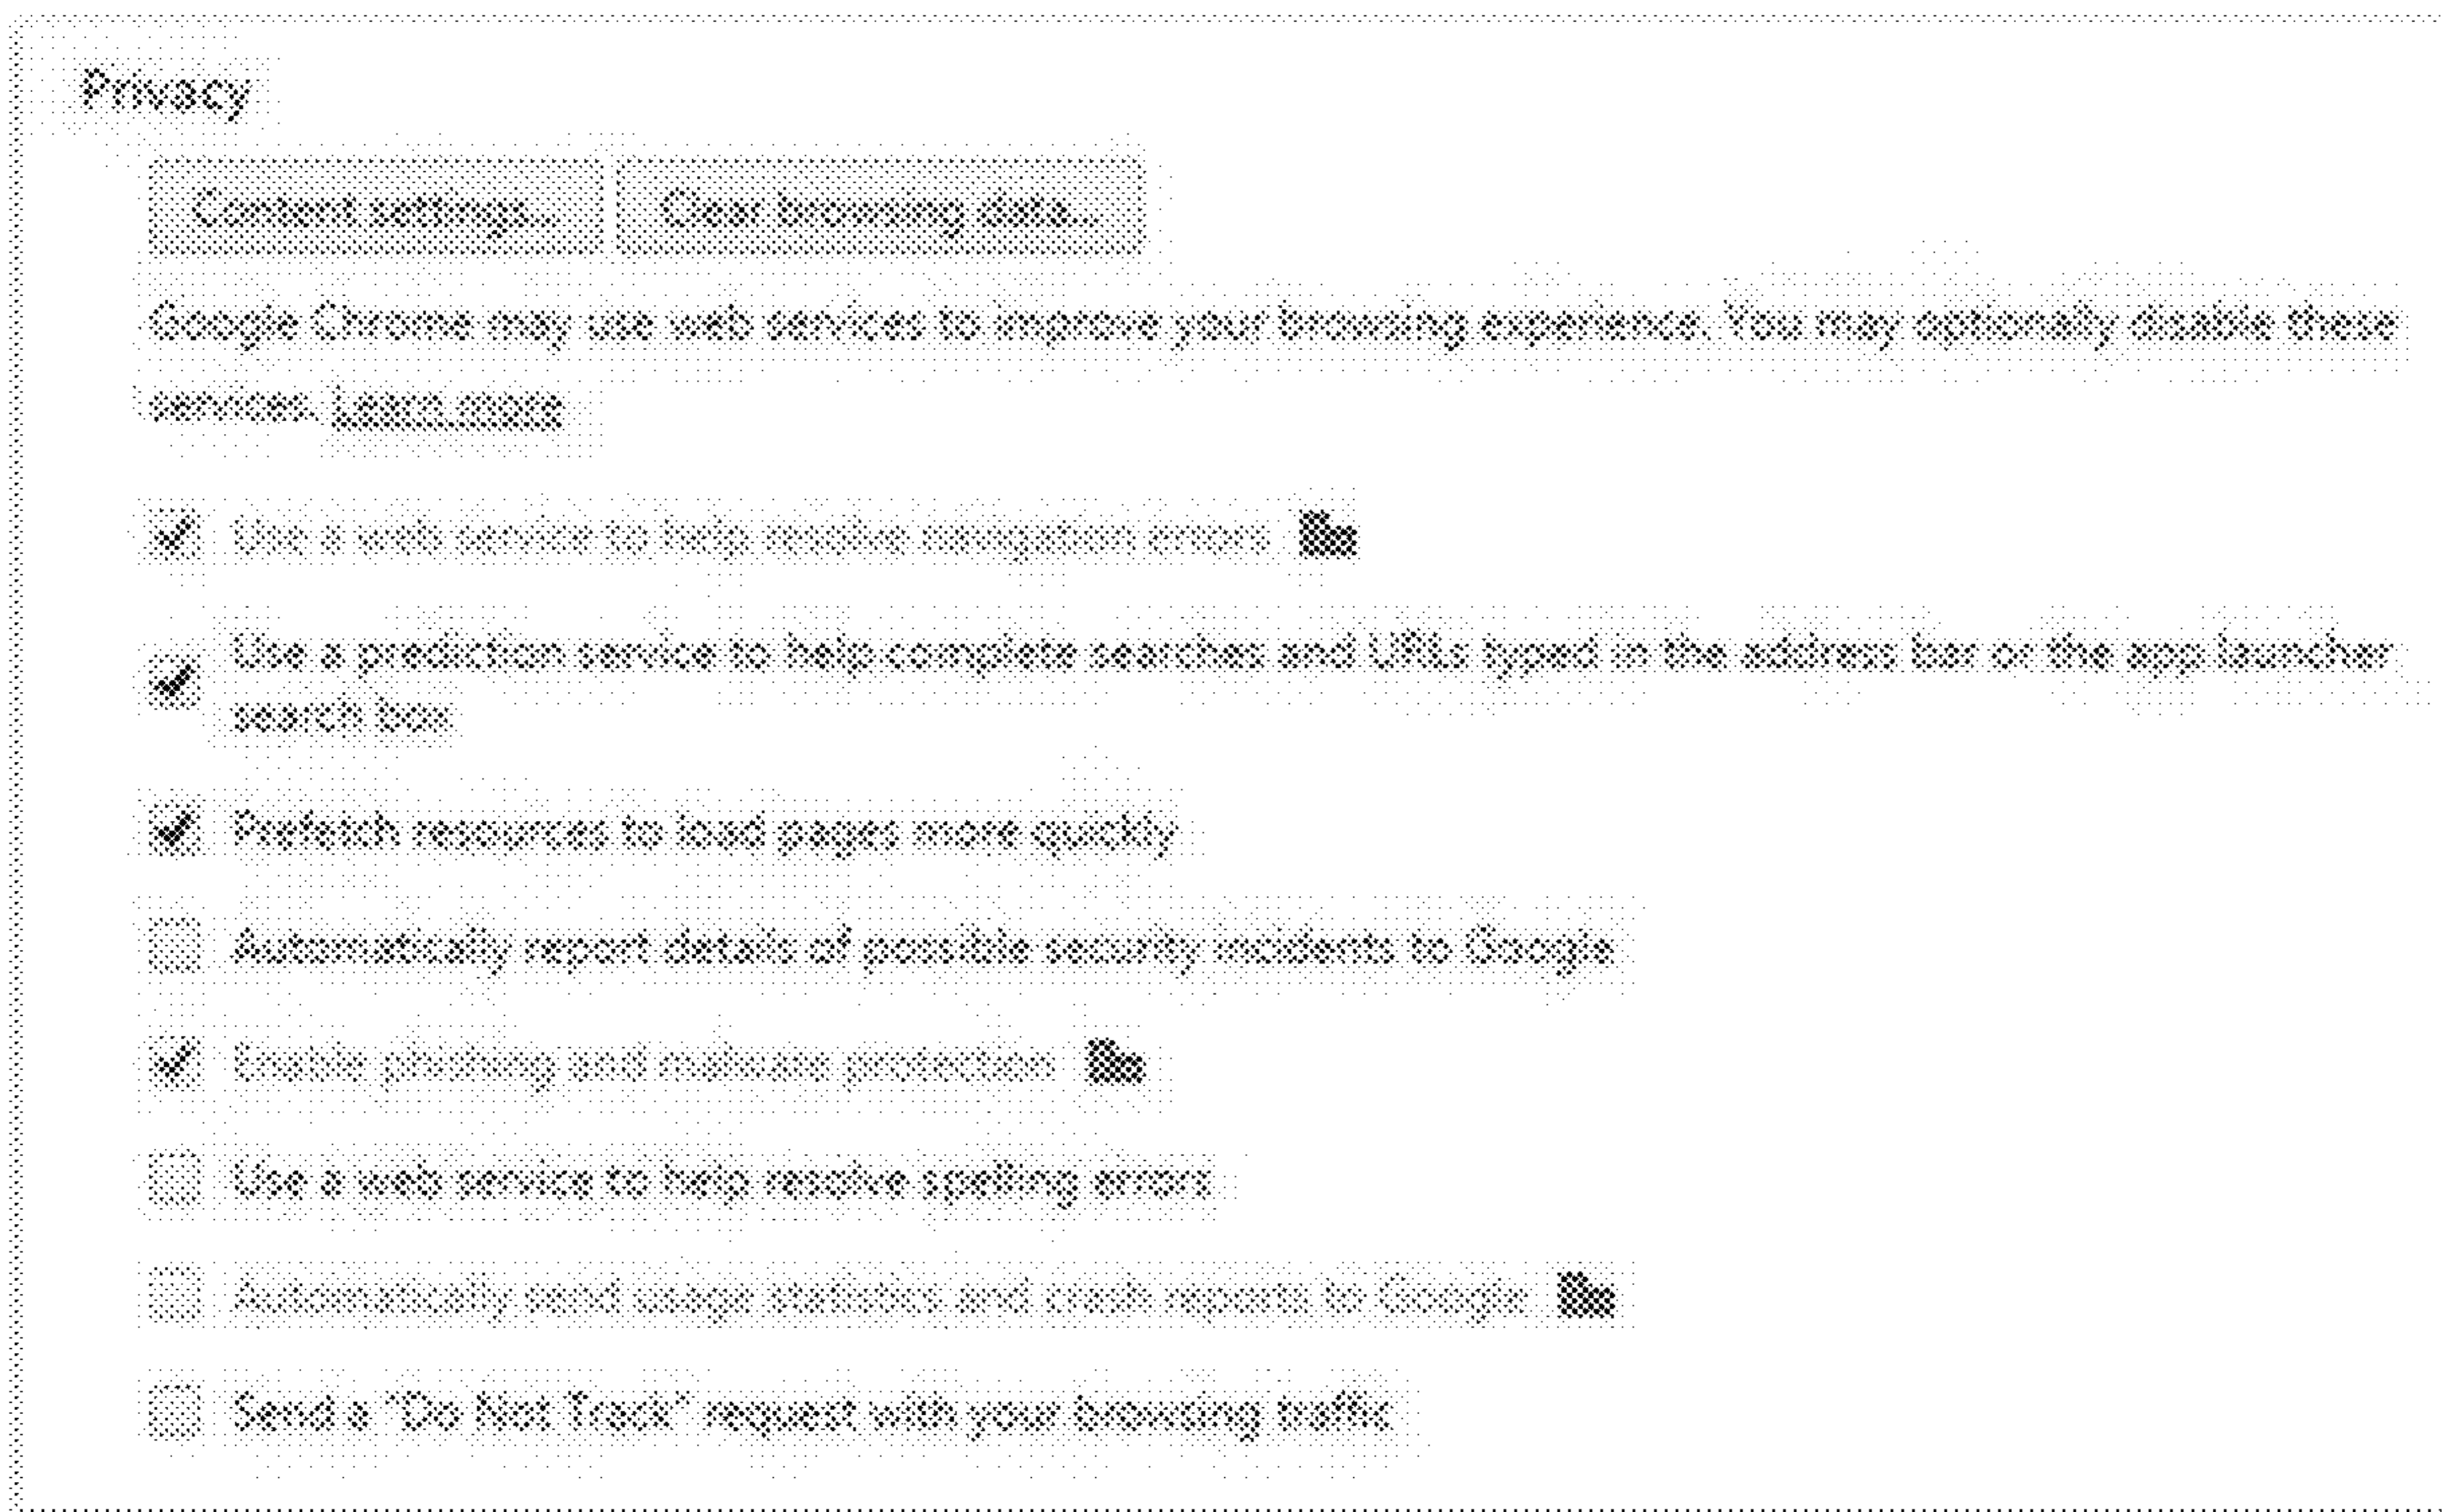 Privacy
Content settings... Clear browsing data...
Google Chrome may use web services to improve your browsing experience. You may optionally disable these
services. Learn more
Use a web service to help resolve navigation errors
Use a prediction service to help complete searches and URLs typed in the address bar or the app launcher
search box
Prefetch resources to load pages more quickly
Automatically report details of possible security incidents to Google
Enable phishing and malware protection
Use a web service to help resolve spelling errors
Automatically send usage statistics and crash reports to Google
Send a "Do Not Track" request with your browsing traffic